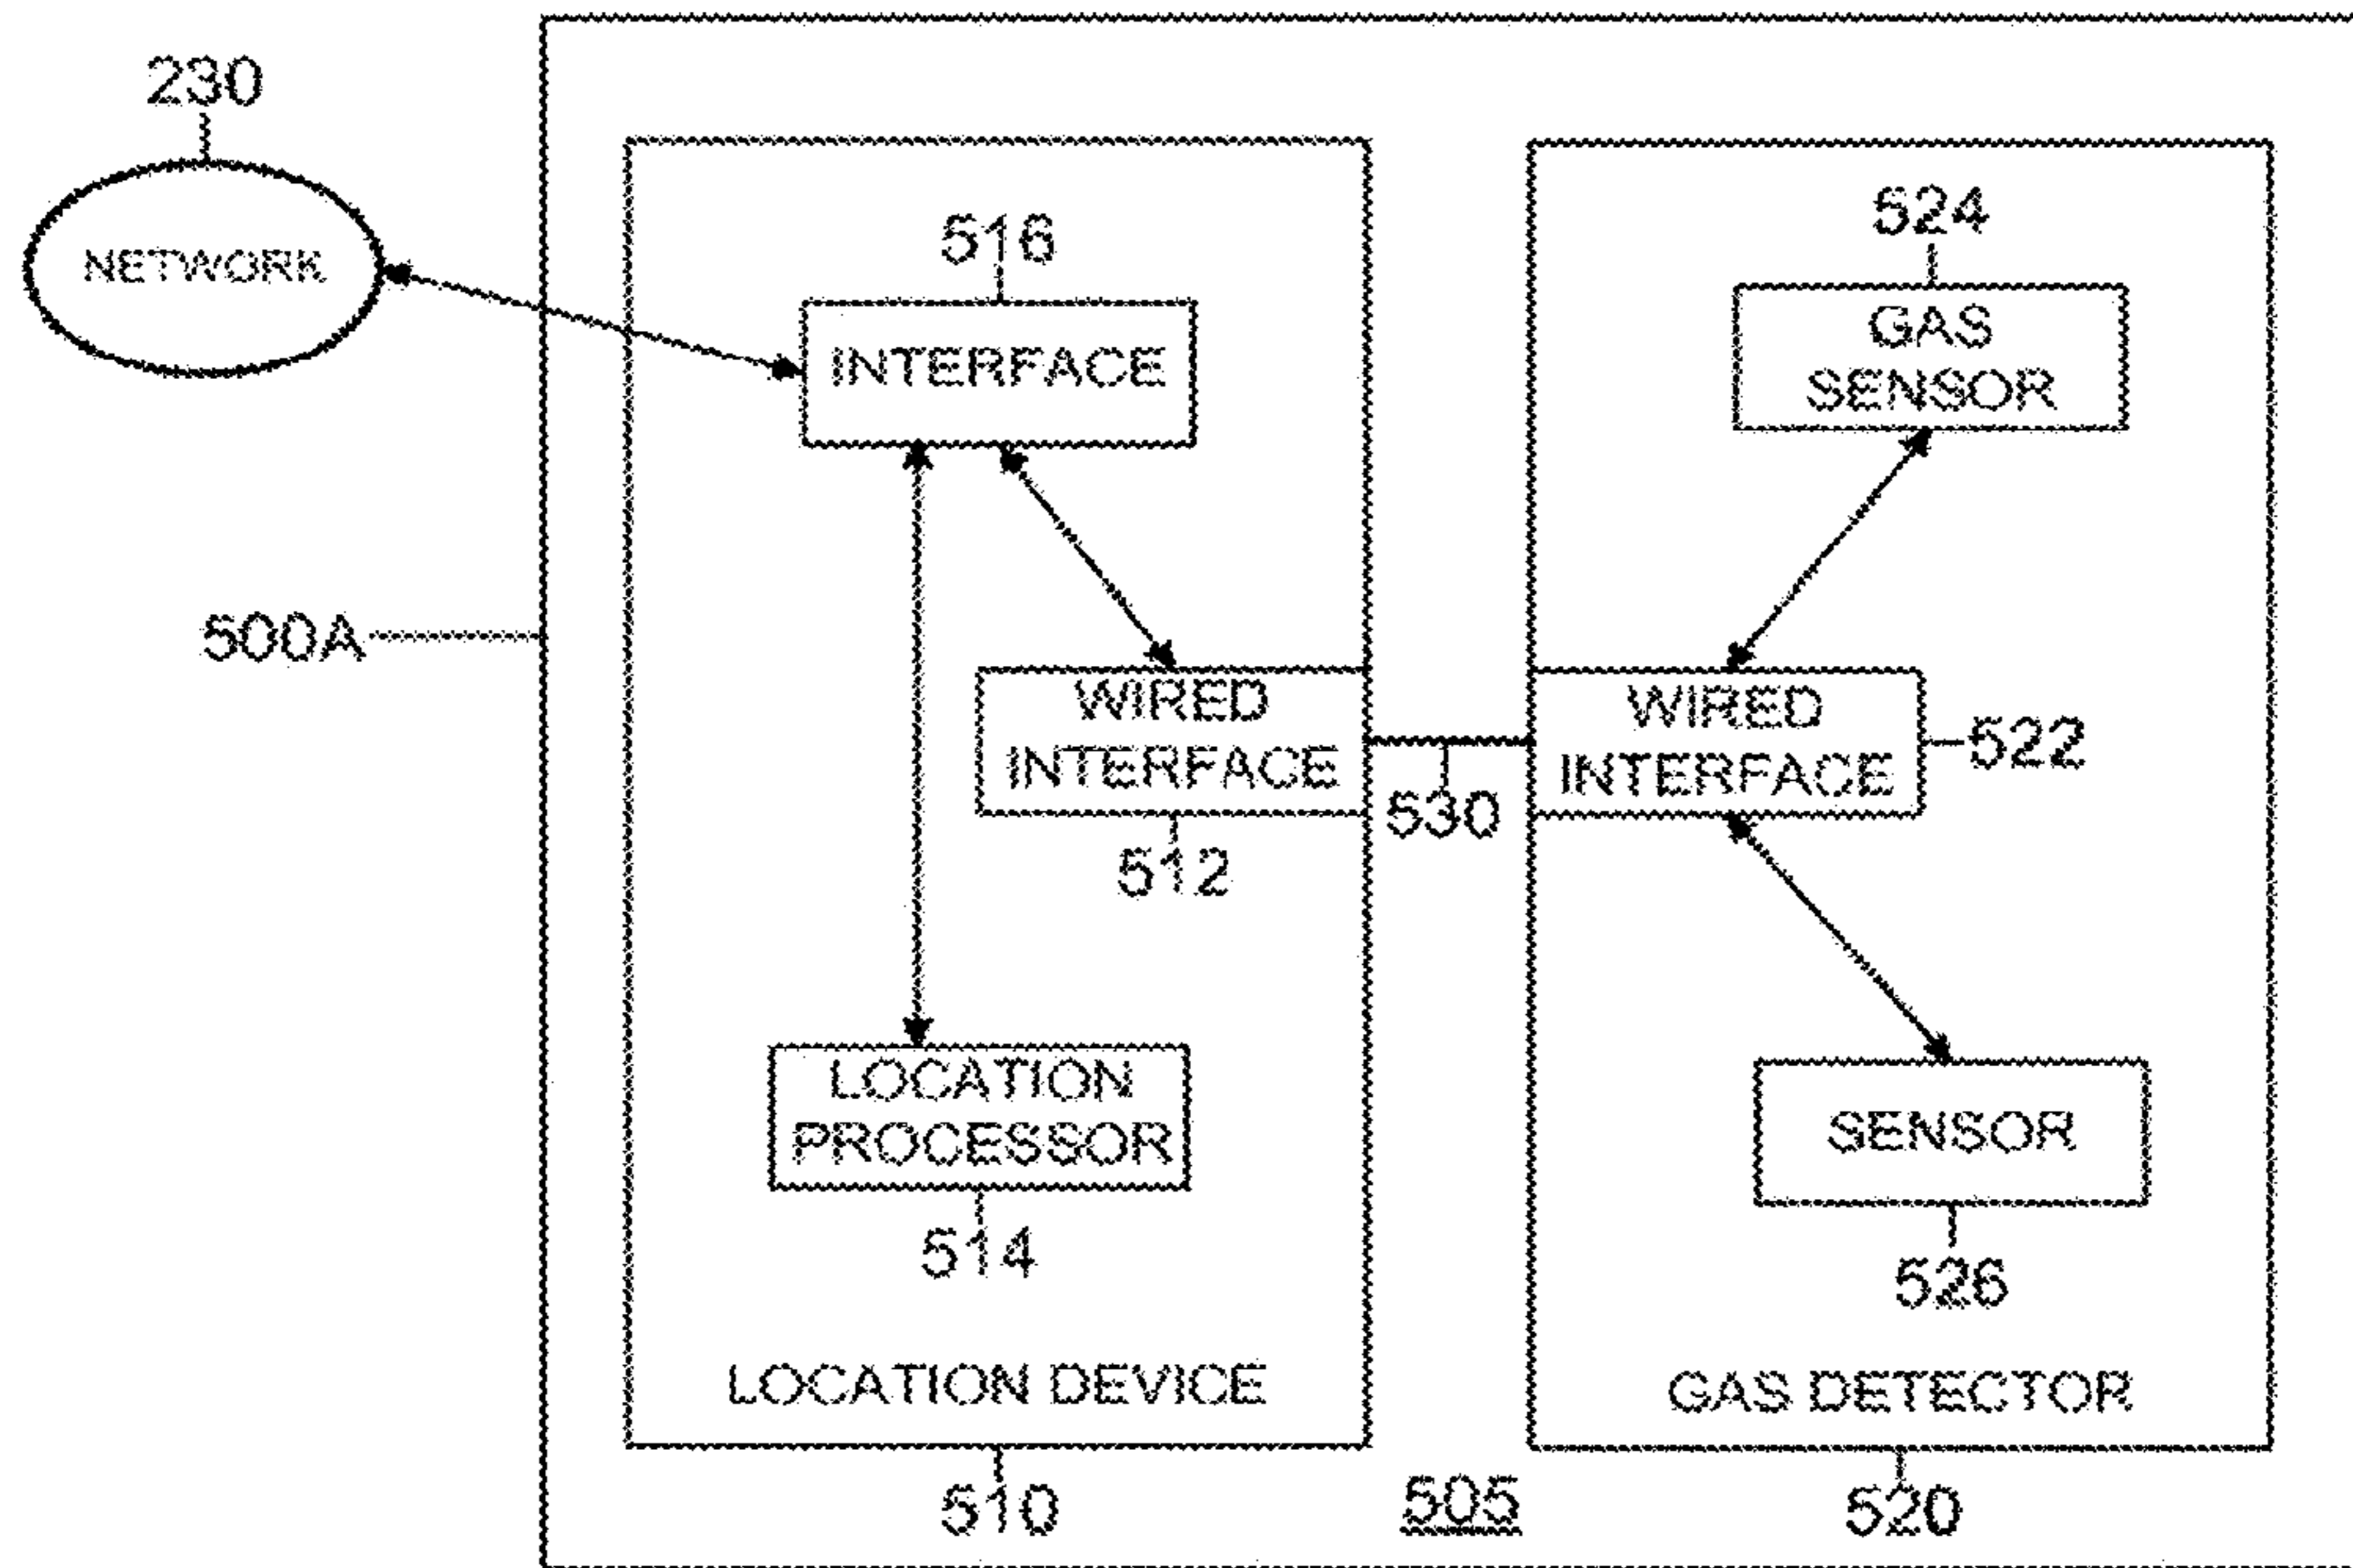 230
NETWORK
500A
516
INTERFACE
WIRED
INTERFACE
512
LOCATION
PROCESSOR
514
LOCATION DEVICE
510
530
505
524
GAS
SENSOR
WIRED
INTERFACE
522
SENSOR
526
GAS DETECTOR
520